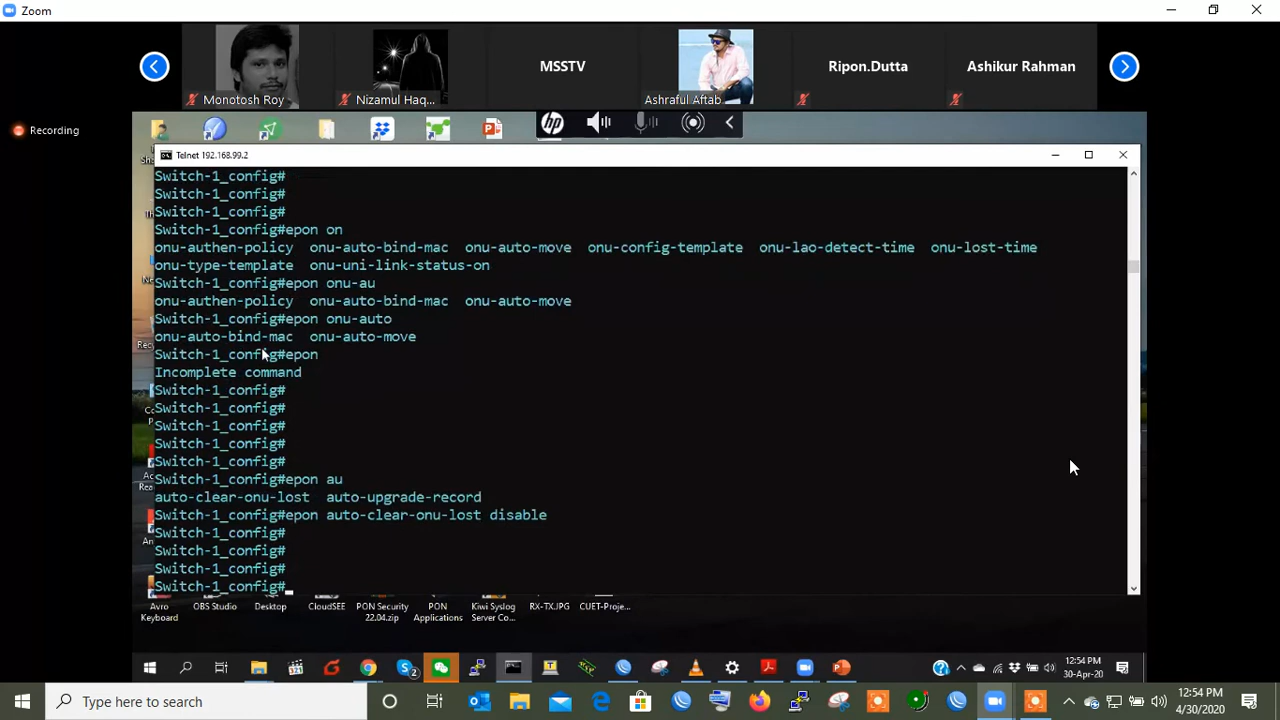 Zoom
Recording
Monotosh Roy
Nizamul Haq...
MSSTV
Ashraful Aftab
Ripon.Dutta
Ashikur Rahman
hp
Telnet 192.168.99.2
Switch-1_config#
Switch-1_config#
Switch-1_config#
Switch-1_config#epon on
onu-authen-policy onu-auto-bind-mac onu-auto-move onu-config-template onu-lao-detect-time onu-lost-time
onu-type-template onu-uni-link-status-on
Switch-1_config#epon onu-au
onu-authen-policy onu-auto-bind-mac onu-auto-move
Switch-1_config#epon onu-auto
onu-auto-bind-mac onu-auto-move
Switch-1_config#epon
Incomplete command
Switch-1_config#
Switch-1_config#
Switch-1_config#
Switch-1_config#
Switch-1_config#
Switch-1_config#epon au
auto-clear-onu-lost auto-upgrade-record
Switch-1_config#epon auto-clear-onu-lost disable
Switch-1_config#
Switch-1_config#
Switch-1_config#
Switch-1_config#
Avro Keyboard
OBS Studio
Desktop
CloudSEE
PON Security 22.04.zip
PON Applications
Kiwi Syslog Server Co...
RX-TX.JPG
CUET-Proje...
12:54 PM
30-Apr-20
Type here to search
12:54 PM
4/30/2020